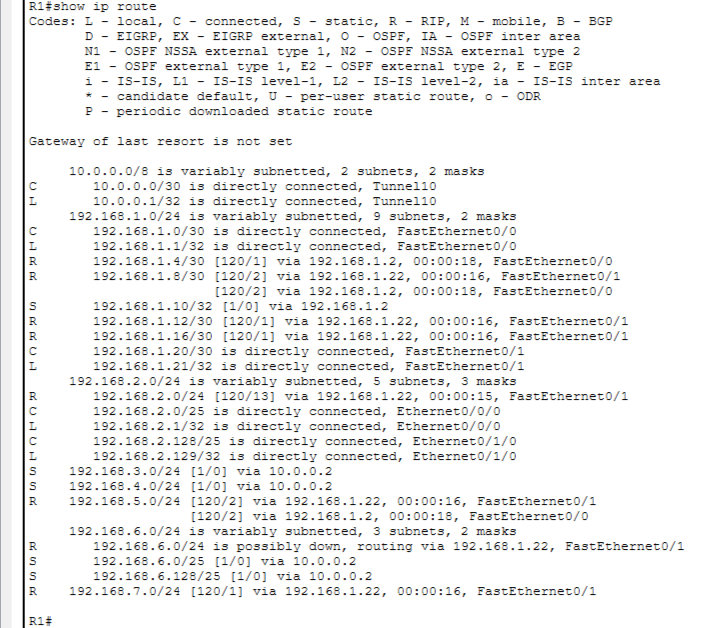 R1#show ip route
Codes: L - local, C - connected, S - static, R - RIP, M - mobile, B - BGP
       D - EIGRP, EX - EIGRP external, O - OSPF, IA - OSPF inter area
       N1 - OSPF NSSA external type 1, N2 - OSPF NSSA external type 2
       E1 - OSPF external type 1, E2 - OSPF external type 2, E - EGP
       i - IS-IS, L1 - IS-IS level-1, L2 - IS-IS level-2, ia - IS-IS inter area
       * - candidate default, U - per-user static route, o - ODR
       P - periodic downloaded static route

Gateway of last resort is not set

     10.0.0.0/8 is variably subnetted, 2 subnets, 2 masks
C       10.0.0.0/30 is directly connected, Tunnel10
L       10.0.0.1/32 is directly connected, Tunnel10
     192.168.1.0/24 is variably subnetted, 9 subnets, 2 masks
C       192.168.1.0/30 is directly connected, FastEthernet0/0
L       192.168.1.1/32 is directly connected, FastEthernet0/0
R       192.168.1.4/30 [120/1] via 192.168.1.2, 00:00:18, FastEthernet0/0
R       192.168.1.8/30 [120/2] via 192.168.1.22, 00:00:16, FastEthernet0/1
                       [120/2] via 192.168.1.2, 00:00:18, FastEthernet0/0
S       192.168.1.10/32 [1/0] via 192.168.1.2
R       192.168.1.12/30 [120/1] via 192.168.1.22, 00:00:16, FastEthernet0/1
R       192.168.1.16/30 [120/1] via 192.168.1.22, 00:00:16, FastEthernet0/1
C       192.168.1.20/30 is directly connected, FastEthernet0/1
L       192.168.1.21/32 is directly connected, FastEthernet0/1
     192.168.2.0/24 is variably subnetted, 5 subnets, 3 masks
R       192.168.2.0/24 [120/13] via 192.168.1.22, 00:00:15, FastEthernet0/1
C       192.168.2.0/25 is directly connected, Ethernet0/0/0
L       192.168.2.1/32 is directly connected, Ethernet0/0/0
C       192.168.2.128/25 is directly connected, Ethernet0/1/0
L       192.168.2.129/32 is directly connected, Ethernet0/1/0
S    192.168.3.0/24 [1/0] via 10.0.0.2
S    192.168.4.0/24 [1/0] via 10.0.0.2
R    192.168.5.0/24 [120/2] via 192.168.1.22, 00:00:16, FastEthernet0/1
                    [120/2] via 192.168.1.2, 00:00:18, FastEthernet0/0
     192.168.6.0/24 is variably subnetted, 3 subnets, 2 masks
R       192.168.6.0/24 is possibly down, routing via 192.168.1.22, FastEthernet0/1
S       192.168.6.0/25 [1/0] via 10.0.0.2
S       192.168.6.128/25 [1/0] via 10.0.0.2
R    192.168.7.0/24 [120/1] via 192.168.1.22, 00:00:16, FastEthernet0/1

R1#